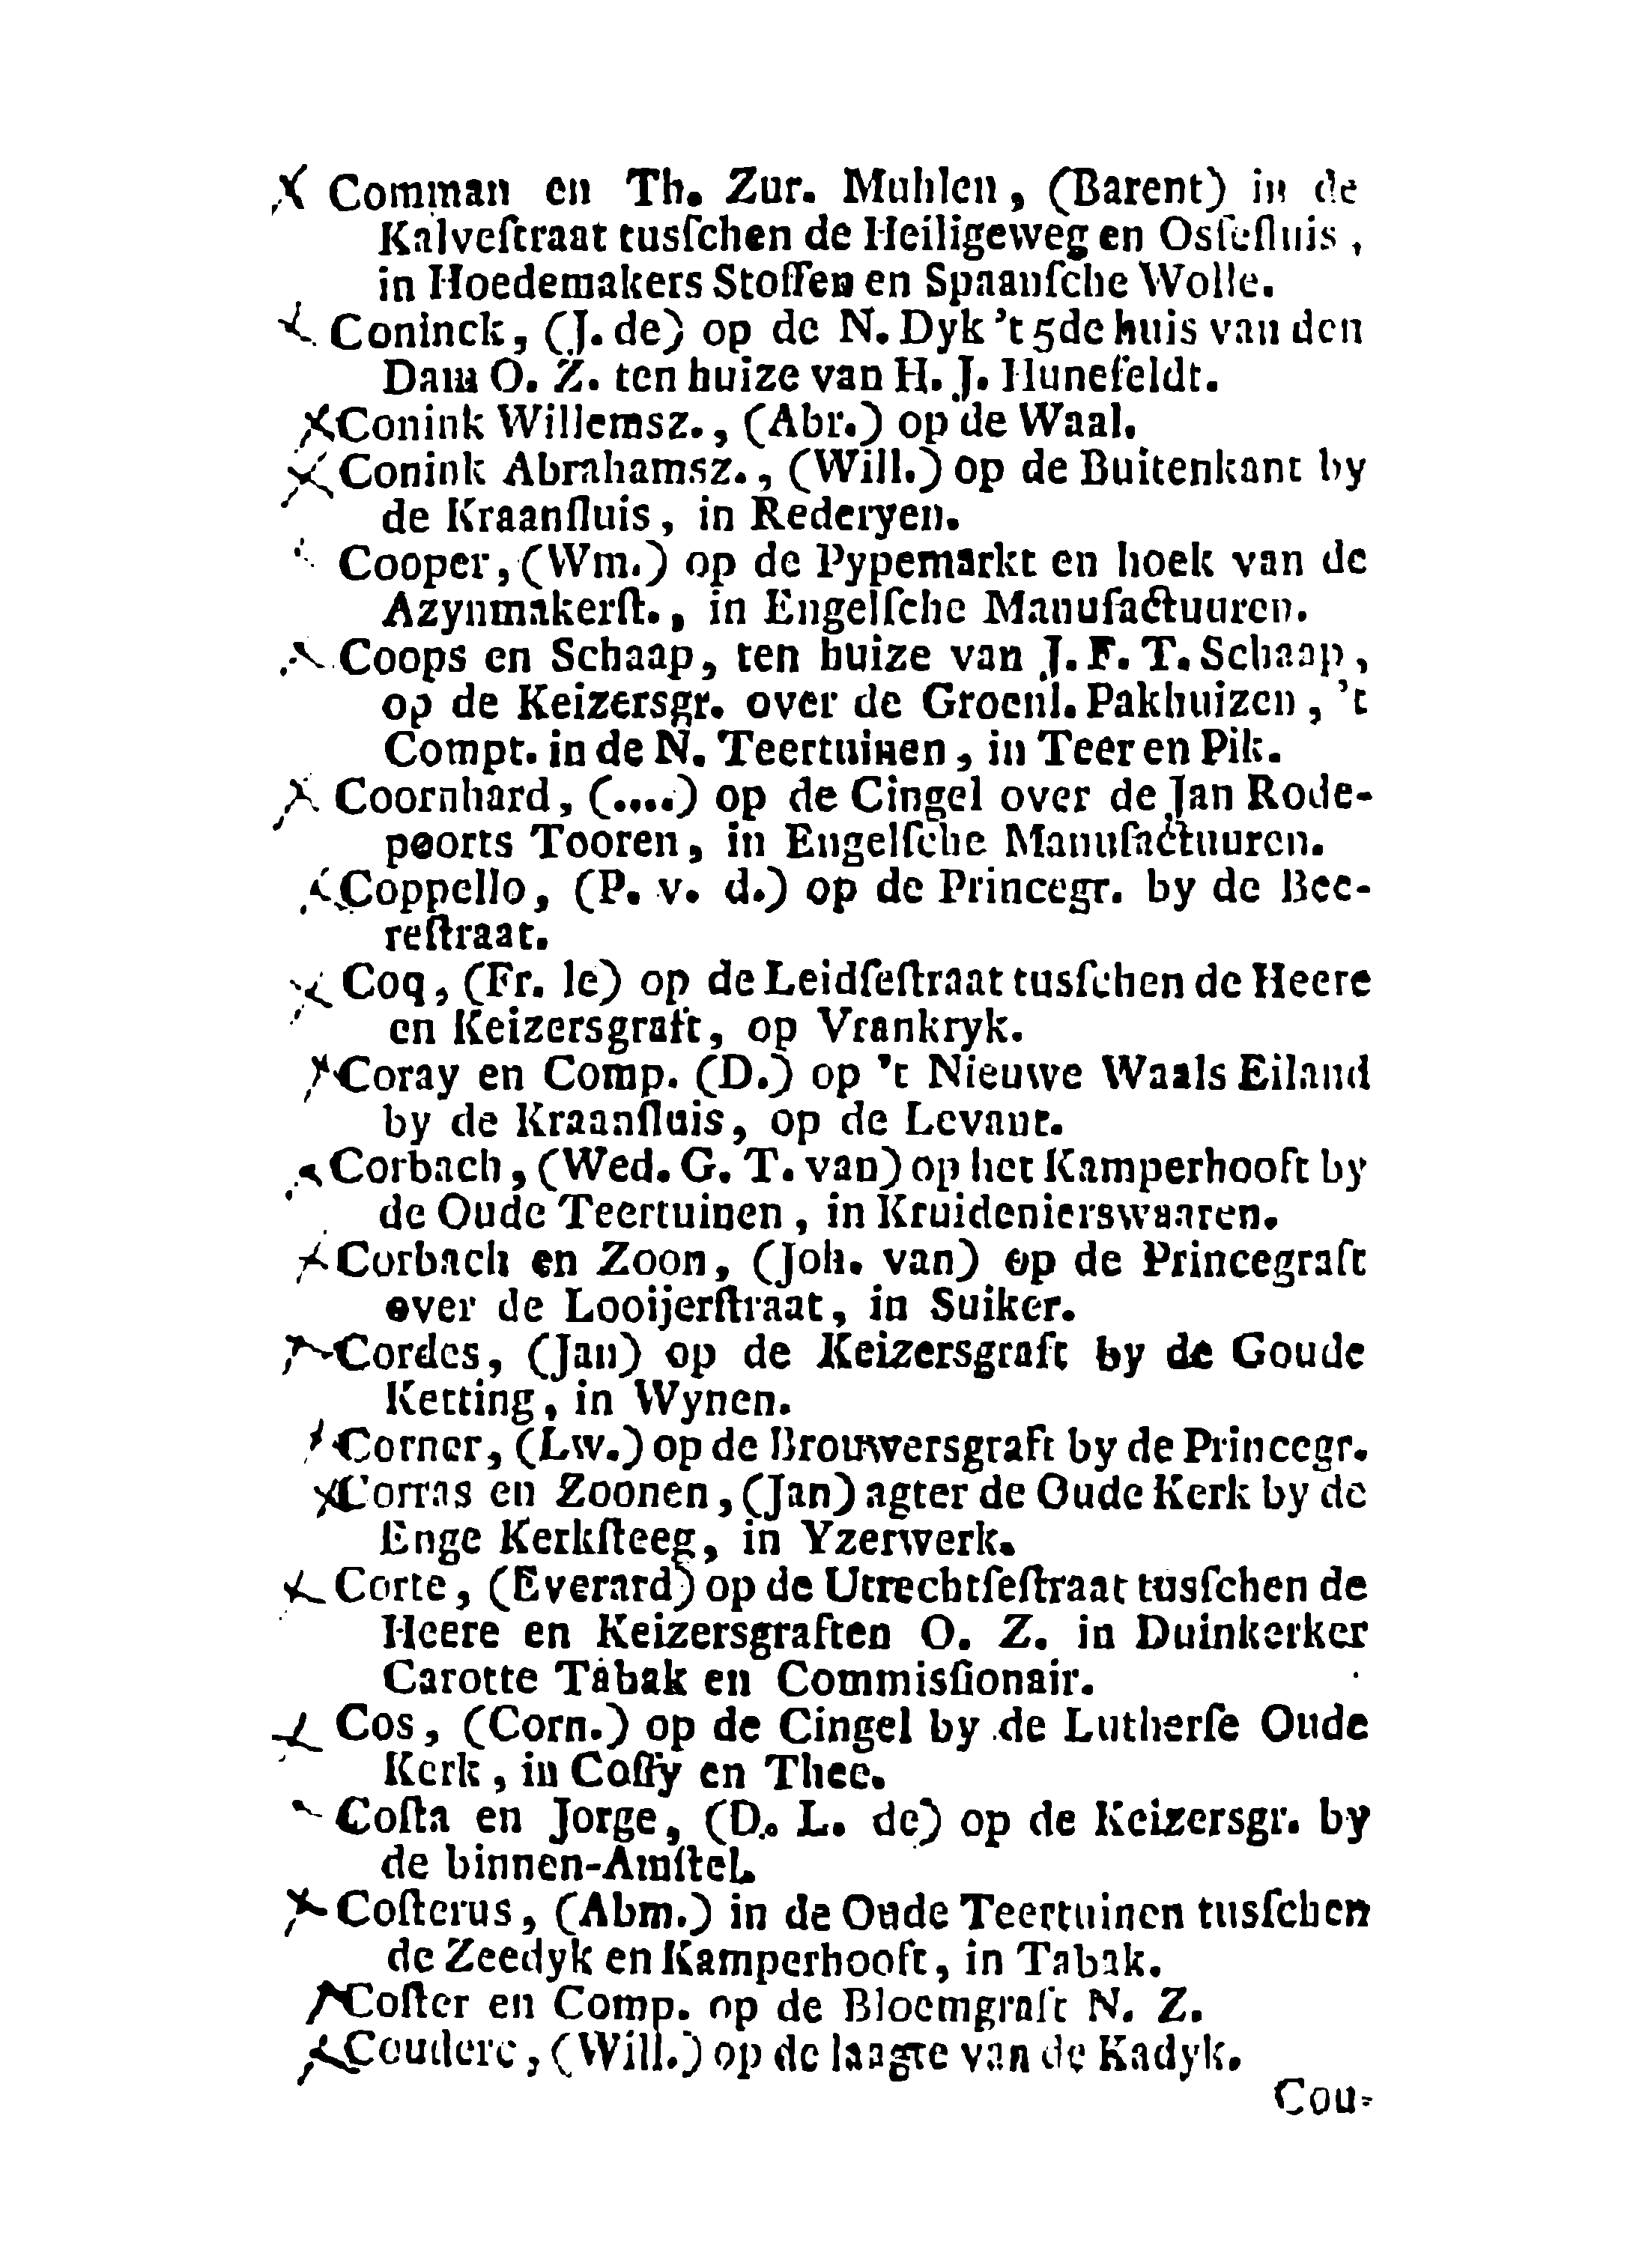 Comman en Th. Zur. Muhlen, (Barent) in de
Kalveſtraat tusſchen de Heiligeweg en Osſeſluis,
in Hoedemakers Stoffen en Spaanſche Wolle.
Coninck, (J. de) op de N. Dyk 't 5de huis van den
Dam O. Z. ten huize van H. J. Hunefeldt.
Conink Willemsz., (Abr.) op de Waal.
Conink Abrahamsz., (Will.) op de Buitenkant by
de Kraanſluis, in Rederyen.
Cooper, (Wm.) op de Pypemarkt en hoek van de
Azynmakerſt., in Engelſche Manufactuuren.
Coops en Schaap, ten huize van J. F. T. Schaap,
op de Keizersgr. over de Groenl. Pakhuizen, 't
Compt. in de N. Teertuinen, in Teer en Pik.
Coornhard, (....) op de Cingel over de Jan Rode-
poorts Tooren, in Engelſche Manufactuuren.
Coppello, (P. v. d.) op de Princegr. by de Bee-
reſtraat.
Coq, (Fr. le) op de Leidſeſtraat tusſchen de Heere
en Keizersgraft, op Vrankryk.
Coray en Comp. (D.) op 't Nieuwe Waals Eiland
by de Kraanſluis, op de Levant.
Corbach, (Wed. G. T. van) op het Kamperhooft by
de Oude Teertuinen, in Kruidenierswaaren.
Corbach en Zoon, (Joh. van) op de Princegraft
over de Looijerſtraat, in Suiker.
Cordes, (Jan) op de Keizersgraft by de Goude
Ketting, in Wynen.
Corner, (Lw.) op de Brouwersgraft by de Princegr.
Corras en Zoonen, (Jan) agter de Oude Kerk by de
Enge Kerkſteeg, in Yzerwerk.
Corte, (Everard) op de Utrechtſeſtraat tusſchen de
Heere en Keizersgraften O. Z. in Duinkerker
Carotte Tabak en Commisſionair.
Cos, (Corn.) op de Cingel by de Lutherſe Oude
Kerk, in Coffy en Thee.
Coſta en Jorge, (D. L. de) op de Keizersgr. by
de binnen-Amſtel.
Coſterus, (Abm.) in de Oude Teertuinen tusſchen
de Zeedyk en Kamperhooft, in Tabak.
Coſter en Comp. op de Bloemgraft N. Z.
Couderc, (Will.) op de laagte van de Kadyk.
Cou-